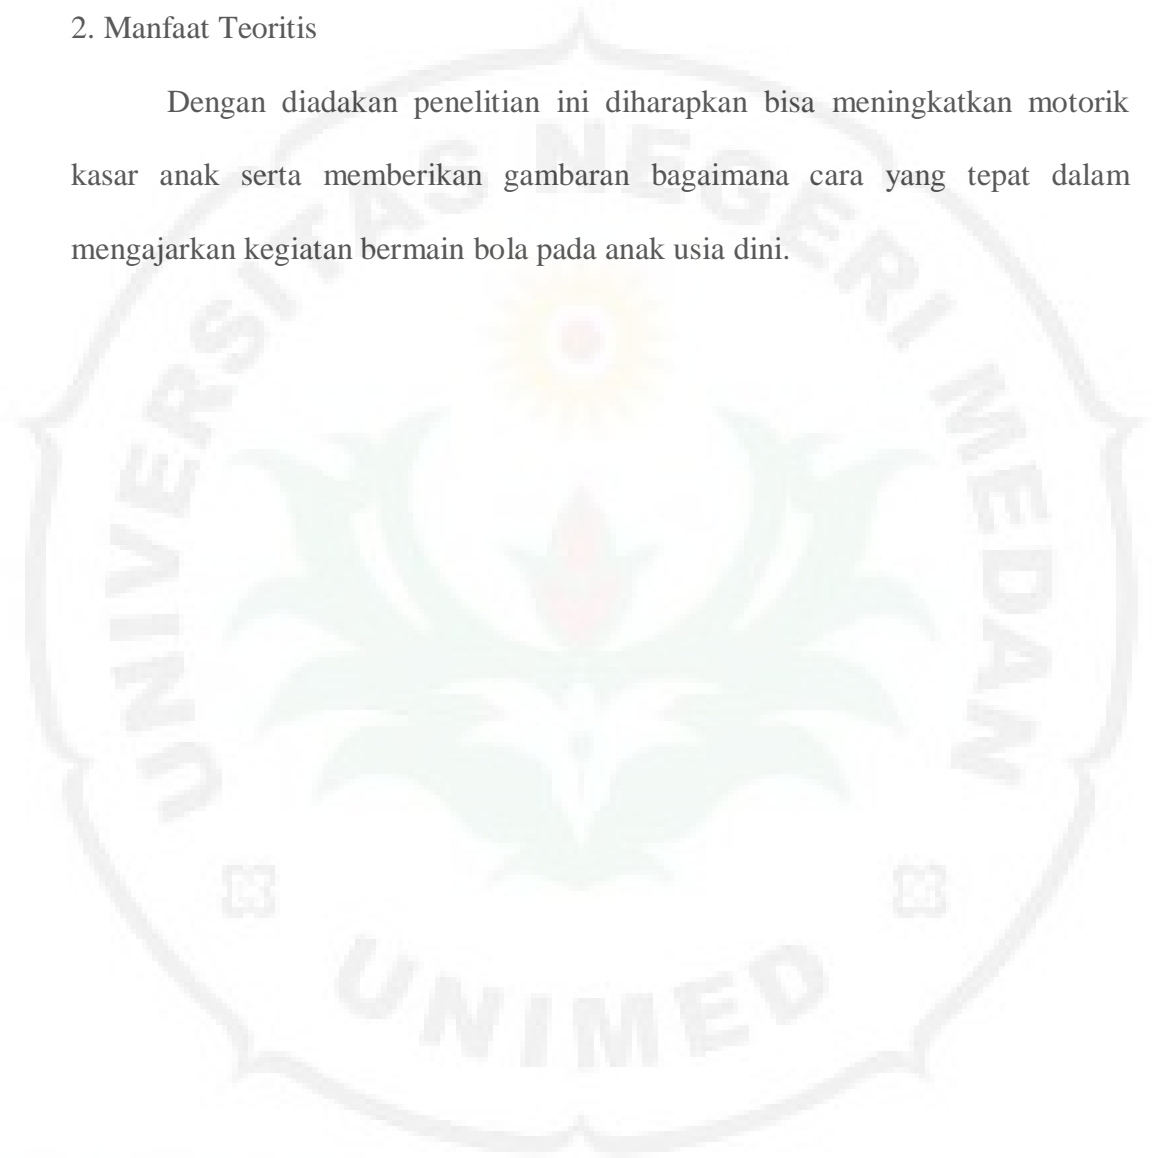 2. Manfaat Teoritis
Dengan diadakan penelitian ini diharapkan bisa meningkatkan motorik
kasar anak serta memberikan gambaran bagaimana cara yang tepat dalam
mengajarkan kegiatan bermain bola pada anak usia dini.
UNIVERSITAS NEGERI MEDAN
UNIMED